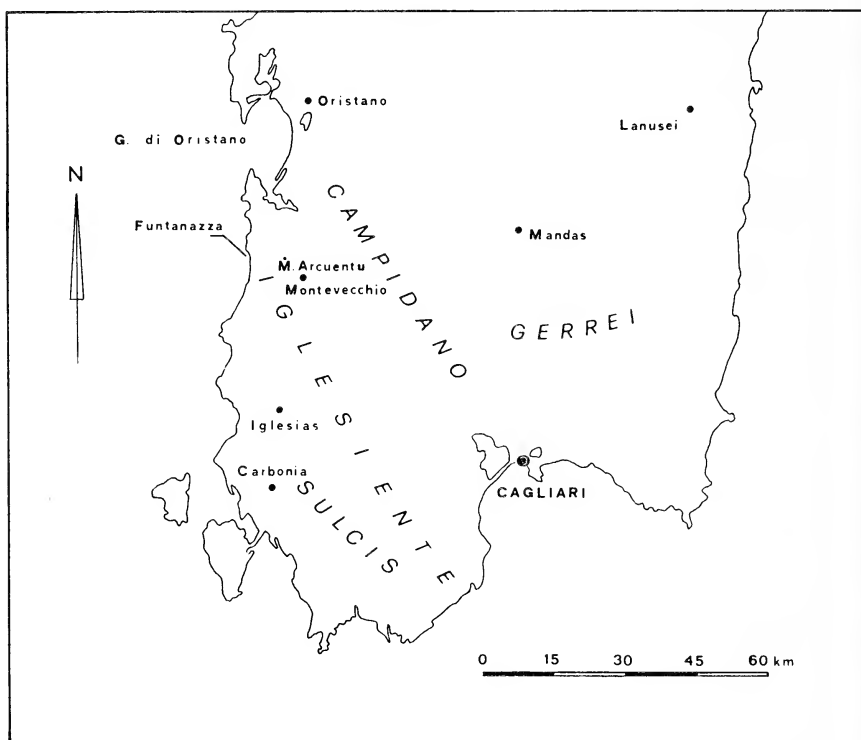 Oristano
Lanusei
G. di Oristano
N
CAMPIDANO
Funtanazza
Mandas
M. Arcuentu
Montevecchio
IGLESIENTE
GERREI
Iglesias
Carbonia
SULCIS
CAGLIARI
0 15 30 45 60 km